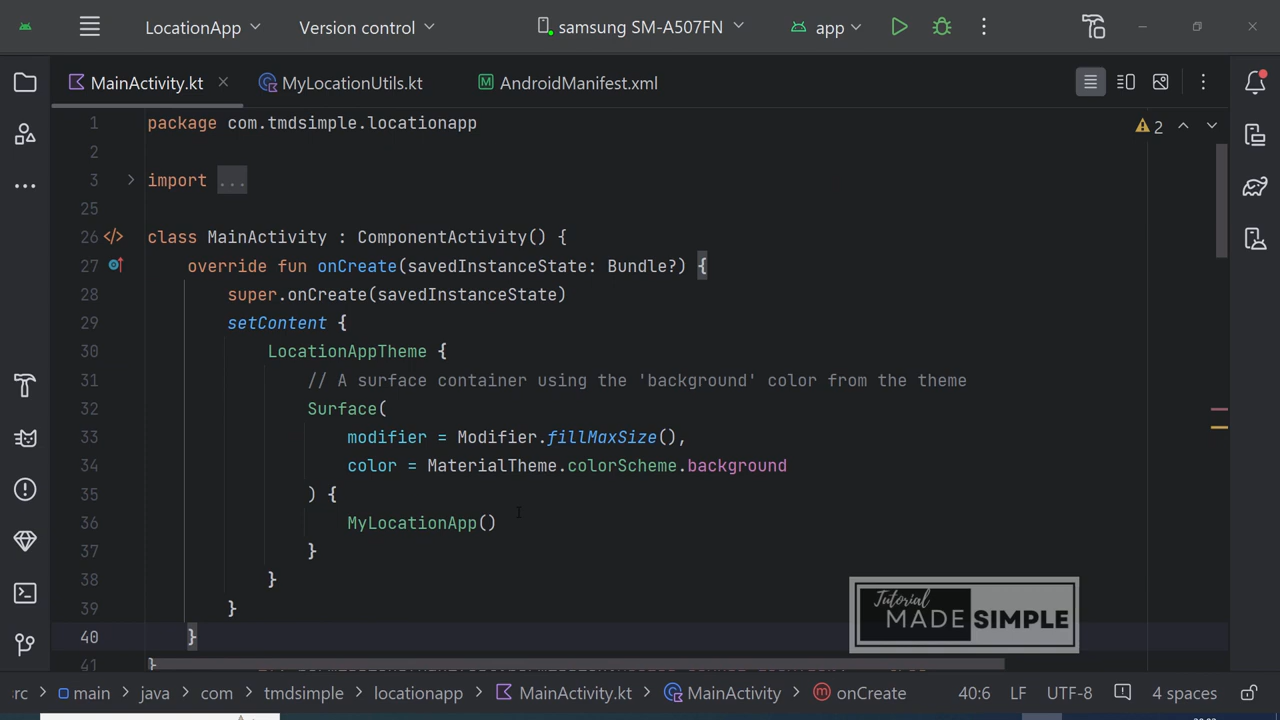 LocationApp
Version control
samsung SM-A507FN
app
MainActivity.kt
MyLocationUtils.kt
AndroidManifest.xml
1 package com.tmdsimple.locationapp
2
3 import ...
25
26 class MainActivity : ComponentActivity() {
27 override fun onCreate(savedInstanceState: Bundle?) {
28 super.onCreate(savedInstanceState)
29 setContent {
30 LocationAppTheme {
31 // A surface container using the 'background' color from the theme
32 Surface(
33 modifier = Modifier.fillMaxSize(),
34 color = MaterialTheme.colorScheme.background
35 ) {
36 MyLocationApp()
37 }
38 }
39 }
40 }
41 }
2
Tutorial
MADE SIMPLE
src > main > java > com > tmdsimple > locationapp > MainActivity.kt > MainActivity > onCreate
40:6 LF UTF-8 4 spaces